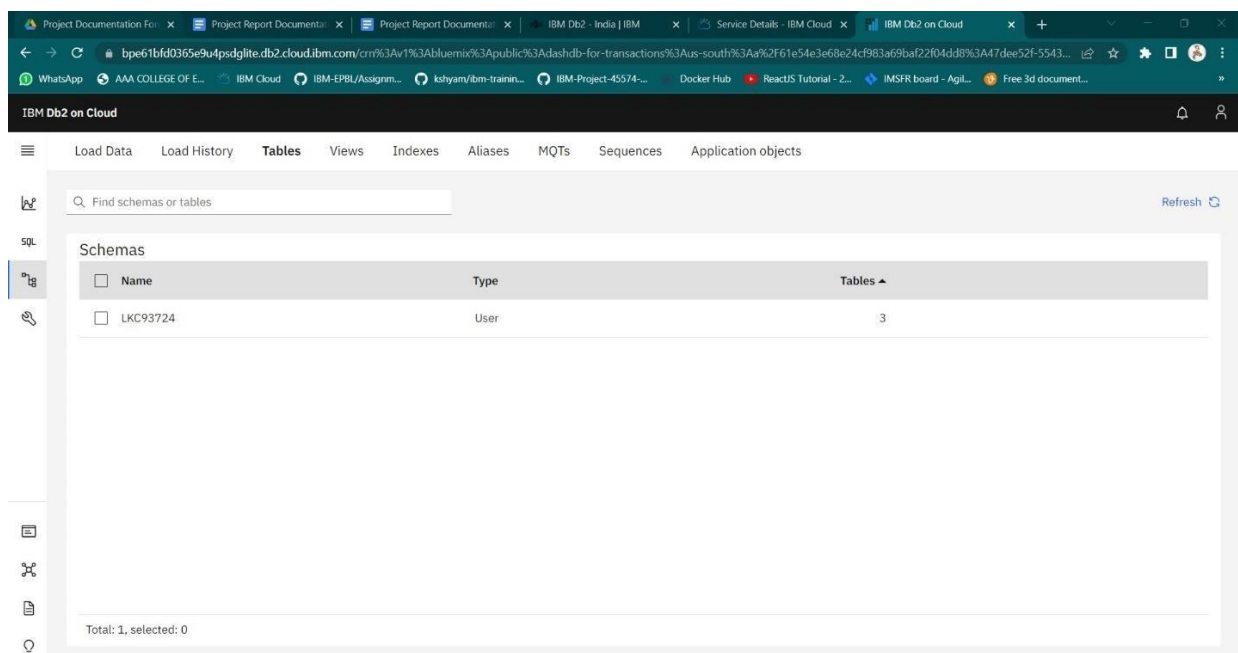 Project Documentation For
Project Report Documentat
Project Report Documentat
IBM Db2 - India | IBM
Service Details - IBM Cloud
IBM Db2 on Cloud
bpe61bfd0365e9u4psdglite.db2.cloud.ibm.com/crn%3Av1%3Abluemix%3Apublic%3Adashdb-for-transactions%3Aus-south%3Aa%2F61e54e3e68e24cf983a69baf22f04dd8%3A47dee52f-5543...
WhatsApp
AAA COLLEGE OF E...
IBM Cloud
IBM-EPBL/Assignm...
kshyam/ibm-trainin...
IBM-Project-45574-...
Docker Hub
ReactJS Tutorial - 2...
IMSFR board - Agil...
Free 3d document...
»
IBM Db2 on Cloud
Load Data Load History Tables Views Indexes Aliases MQTs Sequences Application objects
Find schemas or tables
Refresh
SQL
Schemas
Name Type Tables
LKC93724 User 3
Total: 1, selected: 0